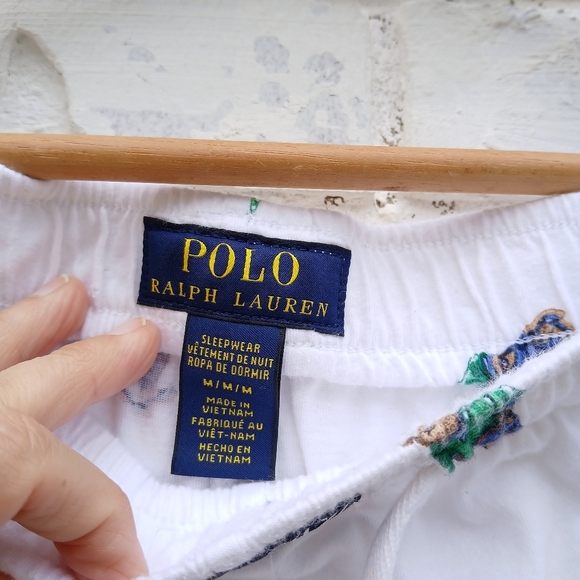 POLO
RALPH LAUREN
SLEEPWEAR
VÊTEMENT DE NUIT
ROPA DE DORMIR
M/M/M
MADE IN
VIETNAM
FABRIQUÉ AU
VIÊT-NAM
HECHO EN
VIETNAM